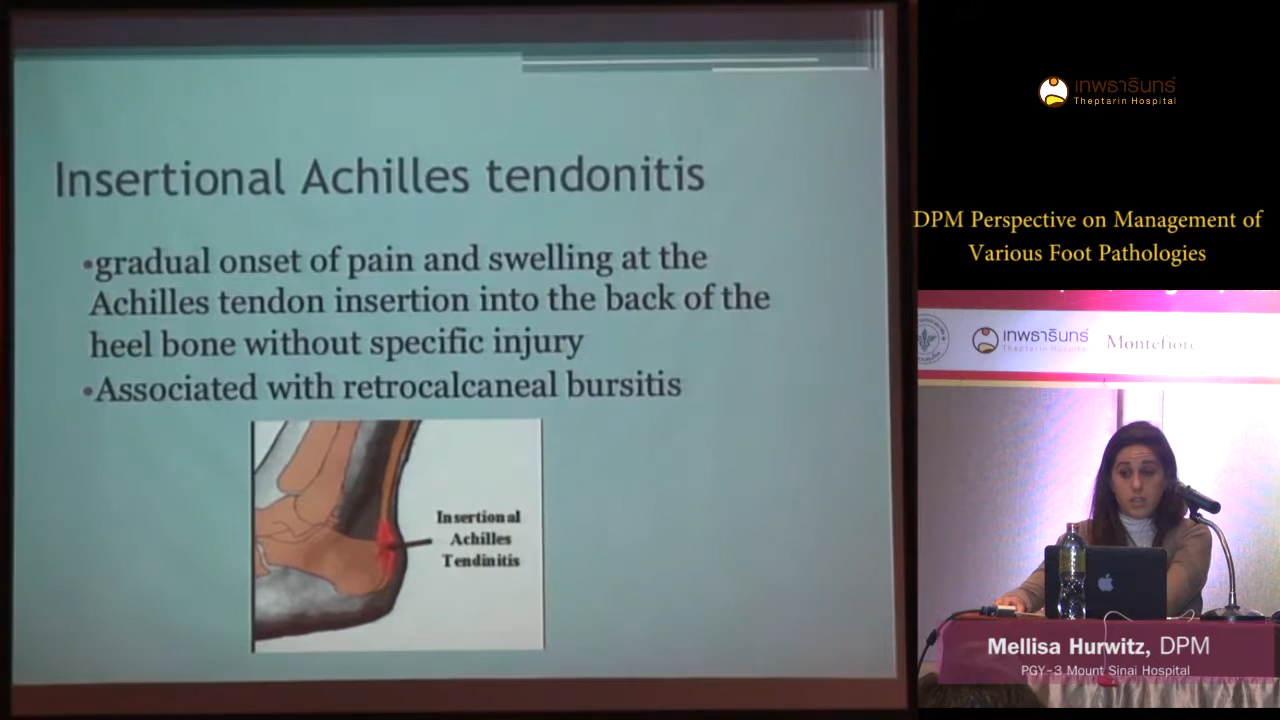 Insertional Achilles tendonitis
•gradual onset of pain and swelling at the
Achilles tendon insertion into the back of the
heel bone without specific injury
•Associated with retrocalcaneal bursitis
Insertional
Achilles
Tendinitis
เทพธารินทร์
Theptarin Hospital
DPM Perspective on Management of
Various Foot Pathologies
เทพธารินทร์
Theptarin Hospital
Montefiore
Mellisa Hurwitz, DPM
PGY-3 Mount Sinai Hospital